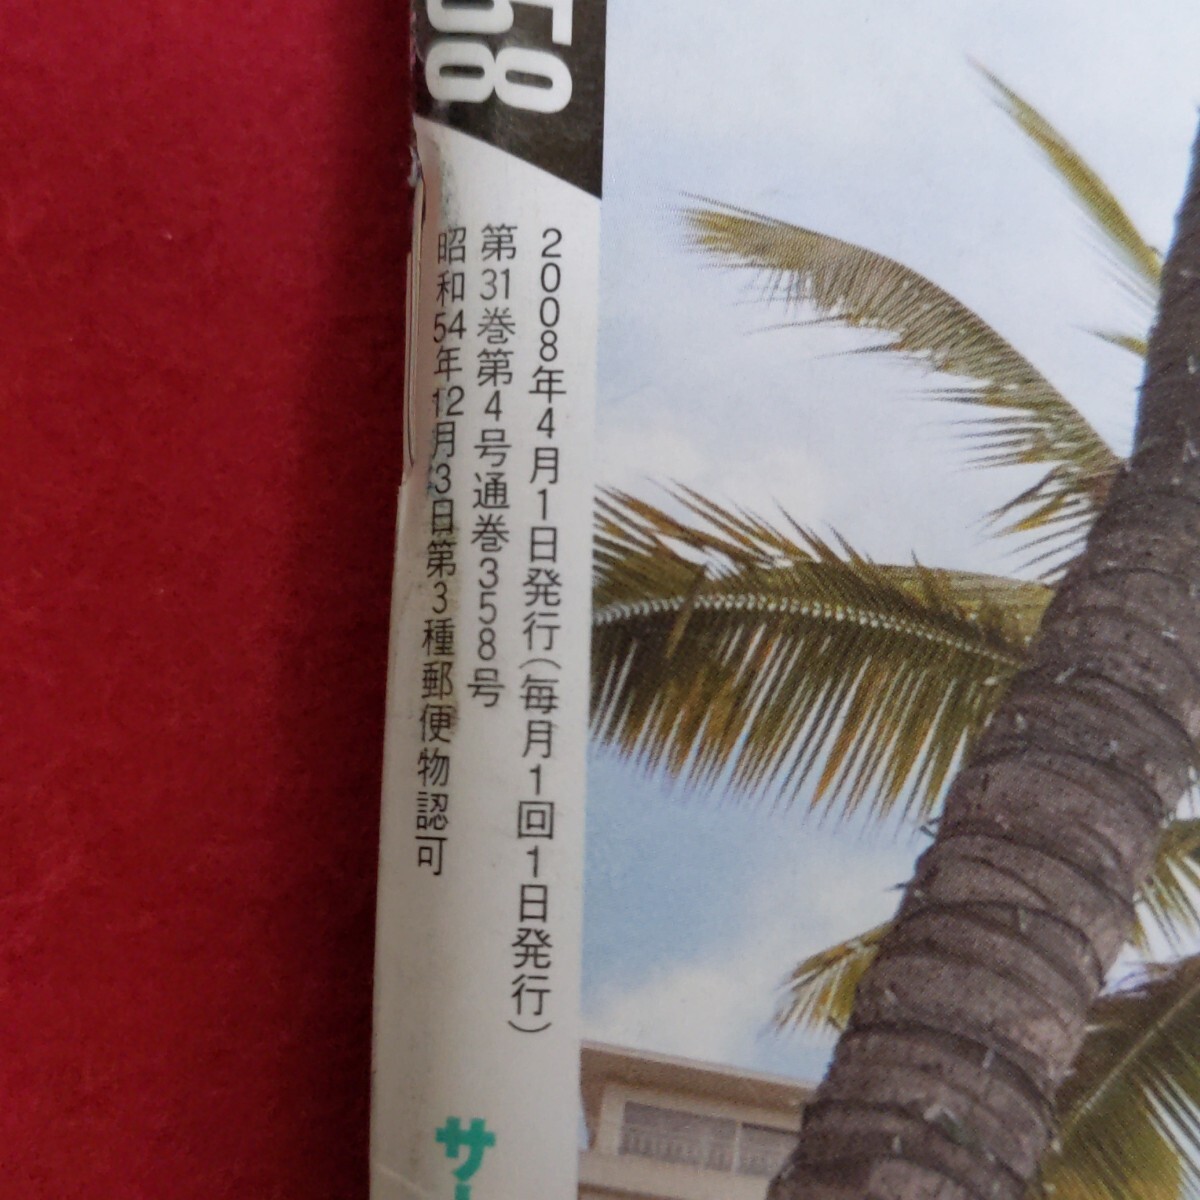 2008年4月1日発行(毎月1回1日発行)
第31巻第4号通巻358号
昭和54年12月3日第3種郵便物認可
サ